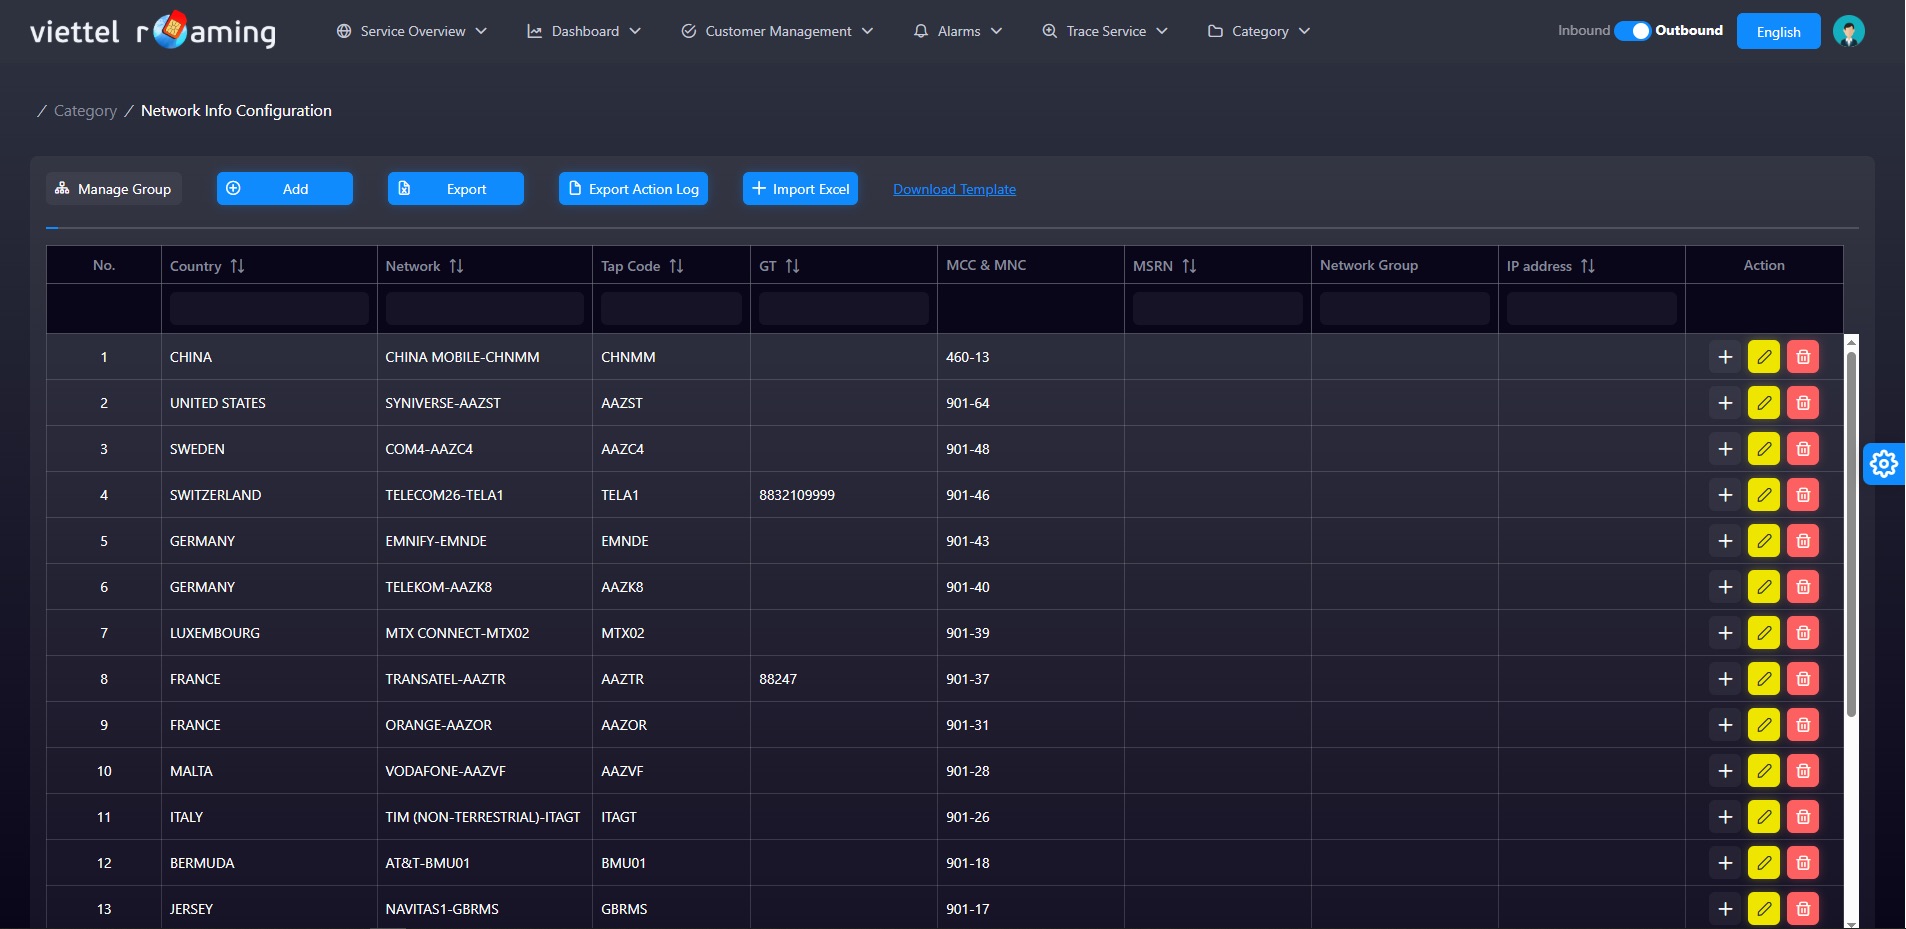 viettel roaming
Service Overview
Dashboard
Customer Management
Alarms
Trace Service
Category
Inbound
Outbound
English
/ Category / Network Info Configuration
Manage Group
Add
Export
Export Action Log
Import Excel
Download Template
No. Country Network Tap Code GT MCC & MNC MSRN Network Group IP address Action
1 CHINA CHINA MOBILE-CHNMM CHNMM 460-13
2 UNITED STATES SYNIVERSE-AAZST AAZST 901-64
3 SWEDEN COM4-AAZC4 AAZC4 901-48
4 SWITZERLAND TELECOM26-TELA1 TELA1 8832109999 901-46
5 GERMANY EMNIFY-EMNDE EMNDE 901-43
6 GERMANY TELEKOM-AAZK8 AAZK8 901-40
7 LUXEMBOURG MTX CONNECT-MTX02 MTX02 901-39
8 FRANCE TRANSATEL-AAZTR AAZTR 88247 901-37
9 FRANCE ORANGE-AAZOR AAZOR 901-31
10 MALTA VODAFONE-AAZVF AAZVF 901-28
11 ITALY TIM (NON-TERRESTRIAL)-ITAGT ITAGT 901-26
12 BERMUDA AT&T-BMU01 BMU01 901-18
13 JERSEY NAVITAS1-GBRMS GBRMS 901-17